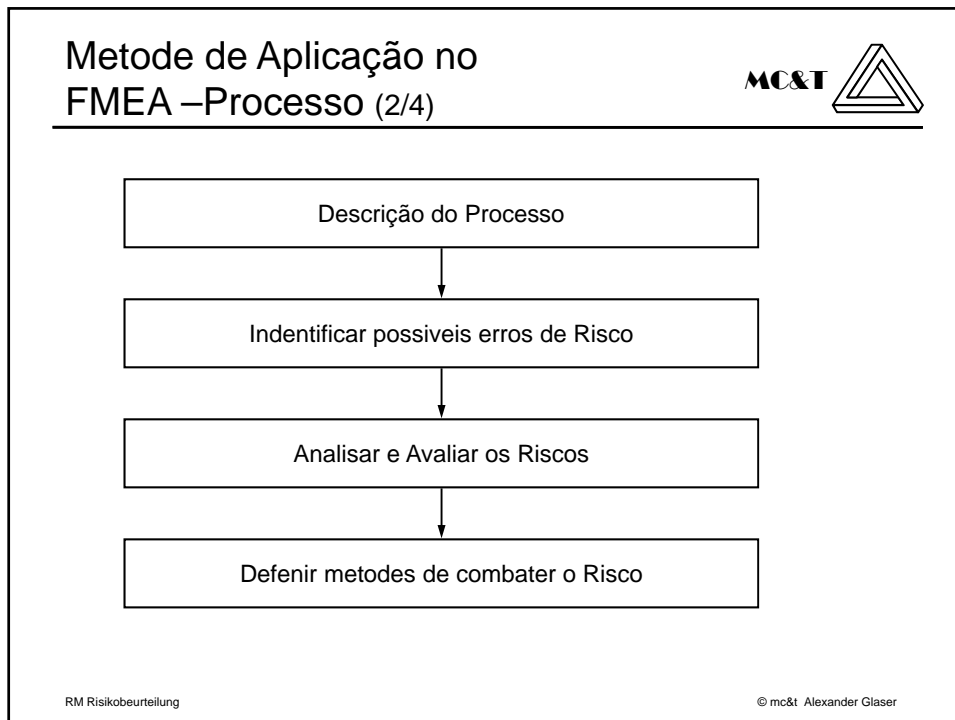 Metode de Aplicação no
FMEA –Processo (2/4)
MC&T
Descrição do Processo
Indentificar possiveis erros de Risco
Analisar e Avaliar os Riscos
Defenir metodes de combater o Risco
RM Risikobeurteilung
© mc&t Alexander Glaser